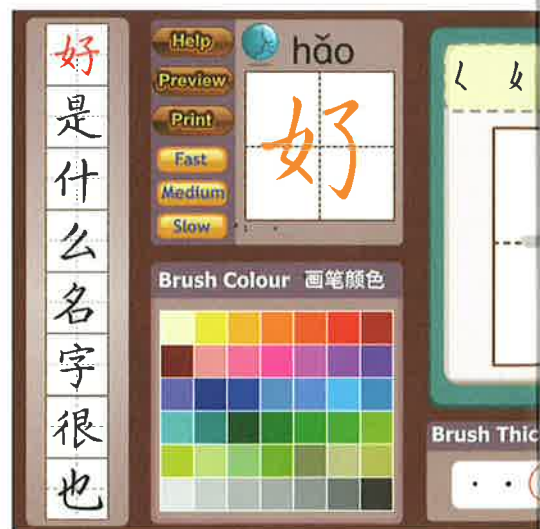 好
是
什
么
名
字
很
也
Help
Preview
Print
Fast
Medium
Slow
hǎo
好
Brush Colour 画笔颜色
Brush Thic